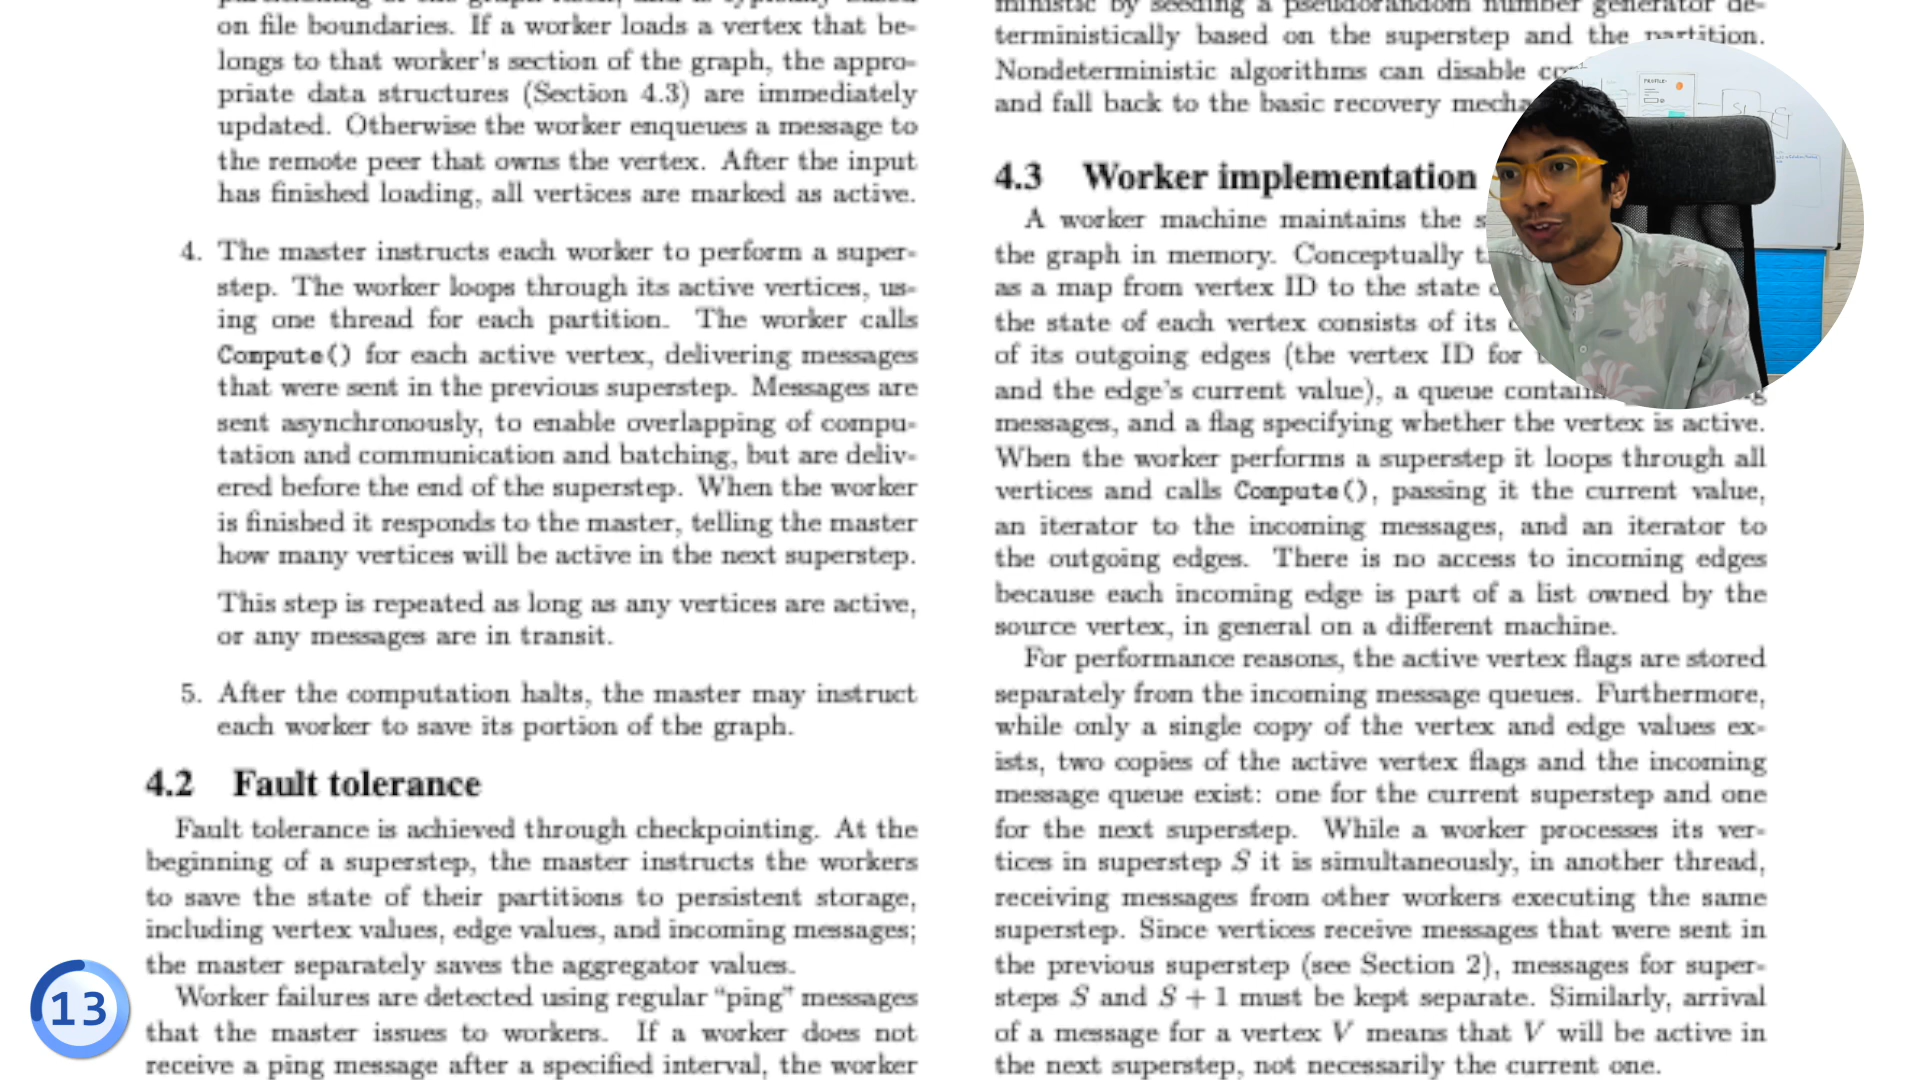 on file boundaries. If a worker loads a vertex that be-
longs to that worker's section of the graph, the appro-
priate data structures (Section 4.3) are immediately
updated. Otherwise the worker enqueues a message to
the remote peer that owns the vertex. After the input
has finished loading, all vertices are marked as active.
4. The master instructs each worker to perform a super-
step. The worker loops through its active vertices, us-
ing one thread for each partition. The worker calls
Compute() for each active vertex, delivering messages
that were sent in the previous superstep. Messages are
sent asynchronously, to enable overlapping of compu-
tation and communication and batching, but are deliv-
ered before the end of the superstep. When the worker
is finished it responds to the master, telling the master
how many vertices will be active in the next superstep.
This step is repeated as long as any vertices are active,
or any messages are in transit.
5. After the computation halts, the master may instruct
each worker to save its portion of the graph.
4.2 Fault tolerance
Fault tolerance is achieved through checkpointing. At the
beginning of a superstep, the master instructs the workers
to save the state of their partitions to persistent storage,
including vertex values, edge values, and incoming messages;
the master separately saves the aggregator values.
Worker failures are detected using regular “ping” messages
that the master issues to workers. If a worker does not
receive a ping message after a specified interval, the worker
ministic by seeding a pseudorandom number generator de-
terministically based on the superstep and the partition.
Nondeterministic algorithms can disable
and fall back to the basic recovery
4.3 Worker implementation
A worker machine maintains the
the graph in memory. Conceptually
as a map from vertex ID to the state
the state of each vertex consists of its
of its outgoing edges (the vertex ID for
and the edge's current value), a queue
messages, and a flag specifying whether the vertex is active.
When the worker performs a superstep it loops through all
vertices and calls Compute(), passing it the current value,
an iterator to the incoming messages, and an iterator to
the outgoing edges. There is no access to incoming edges
because each incoming edge is part of a list owned by the
source vertex, in general on a different machine.
For performance reasons, the active vertex flags are stored
separately from the incoming message queues. Furthermore,
while only a single copy of the vertex and edge values ex-
ists, two copies of the active vertex flags and the incoming
message queue exist: one for the current superstep and one
for the next superstep. While a worker processes its ver-
tices in superstep S it is simultaneously, in another thread,
receiving messages from other workers executing the same
superstep. Since vertices receive messages that were sent in
the previous superstep (see Section 2), messages for super-
steps S and S + 1 must be kept separate. Similarly, arrival
of a message for a vertex V means that V will be active in
the next superstep, not necessarily the current one.
PROFILE
13